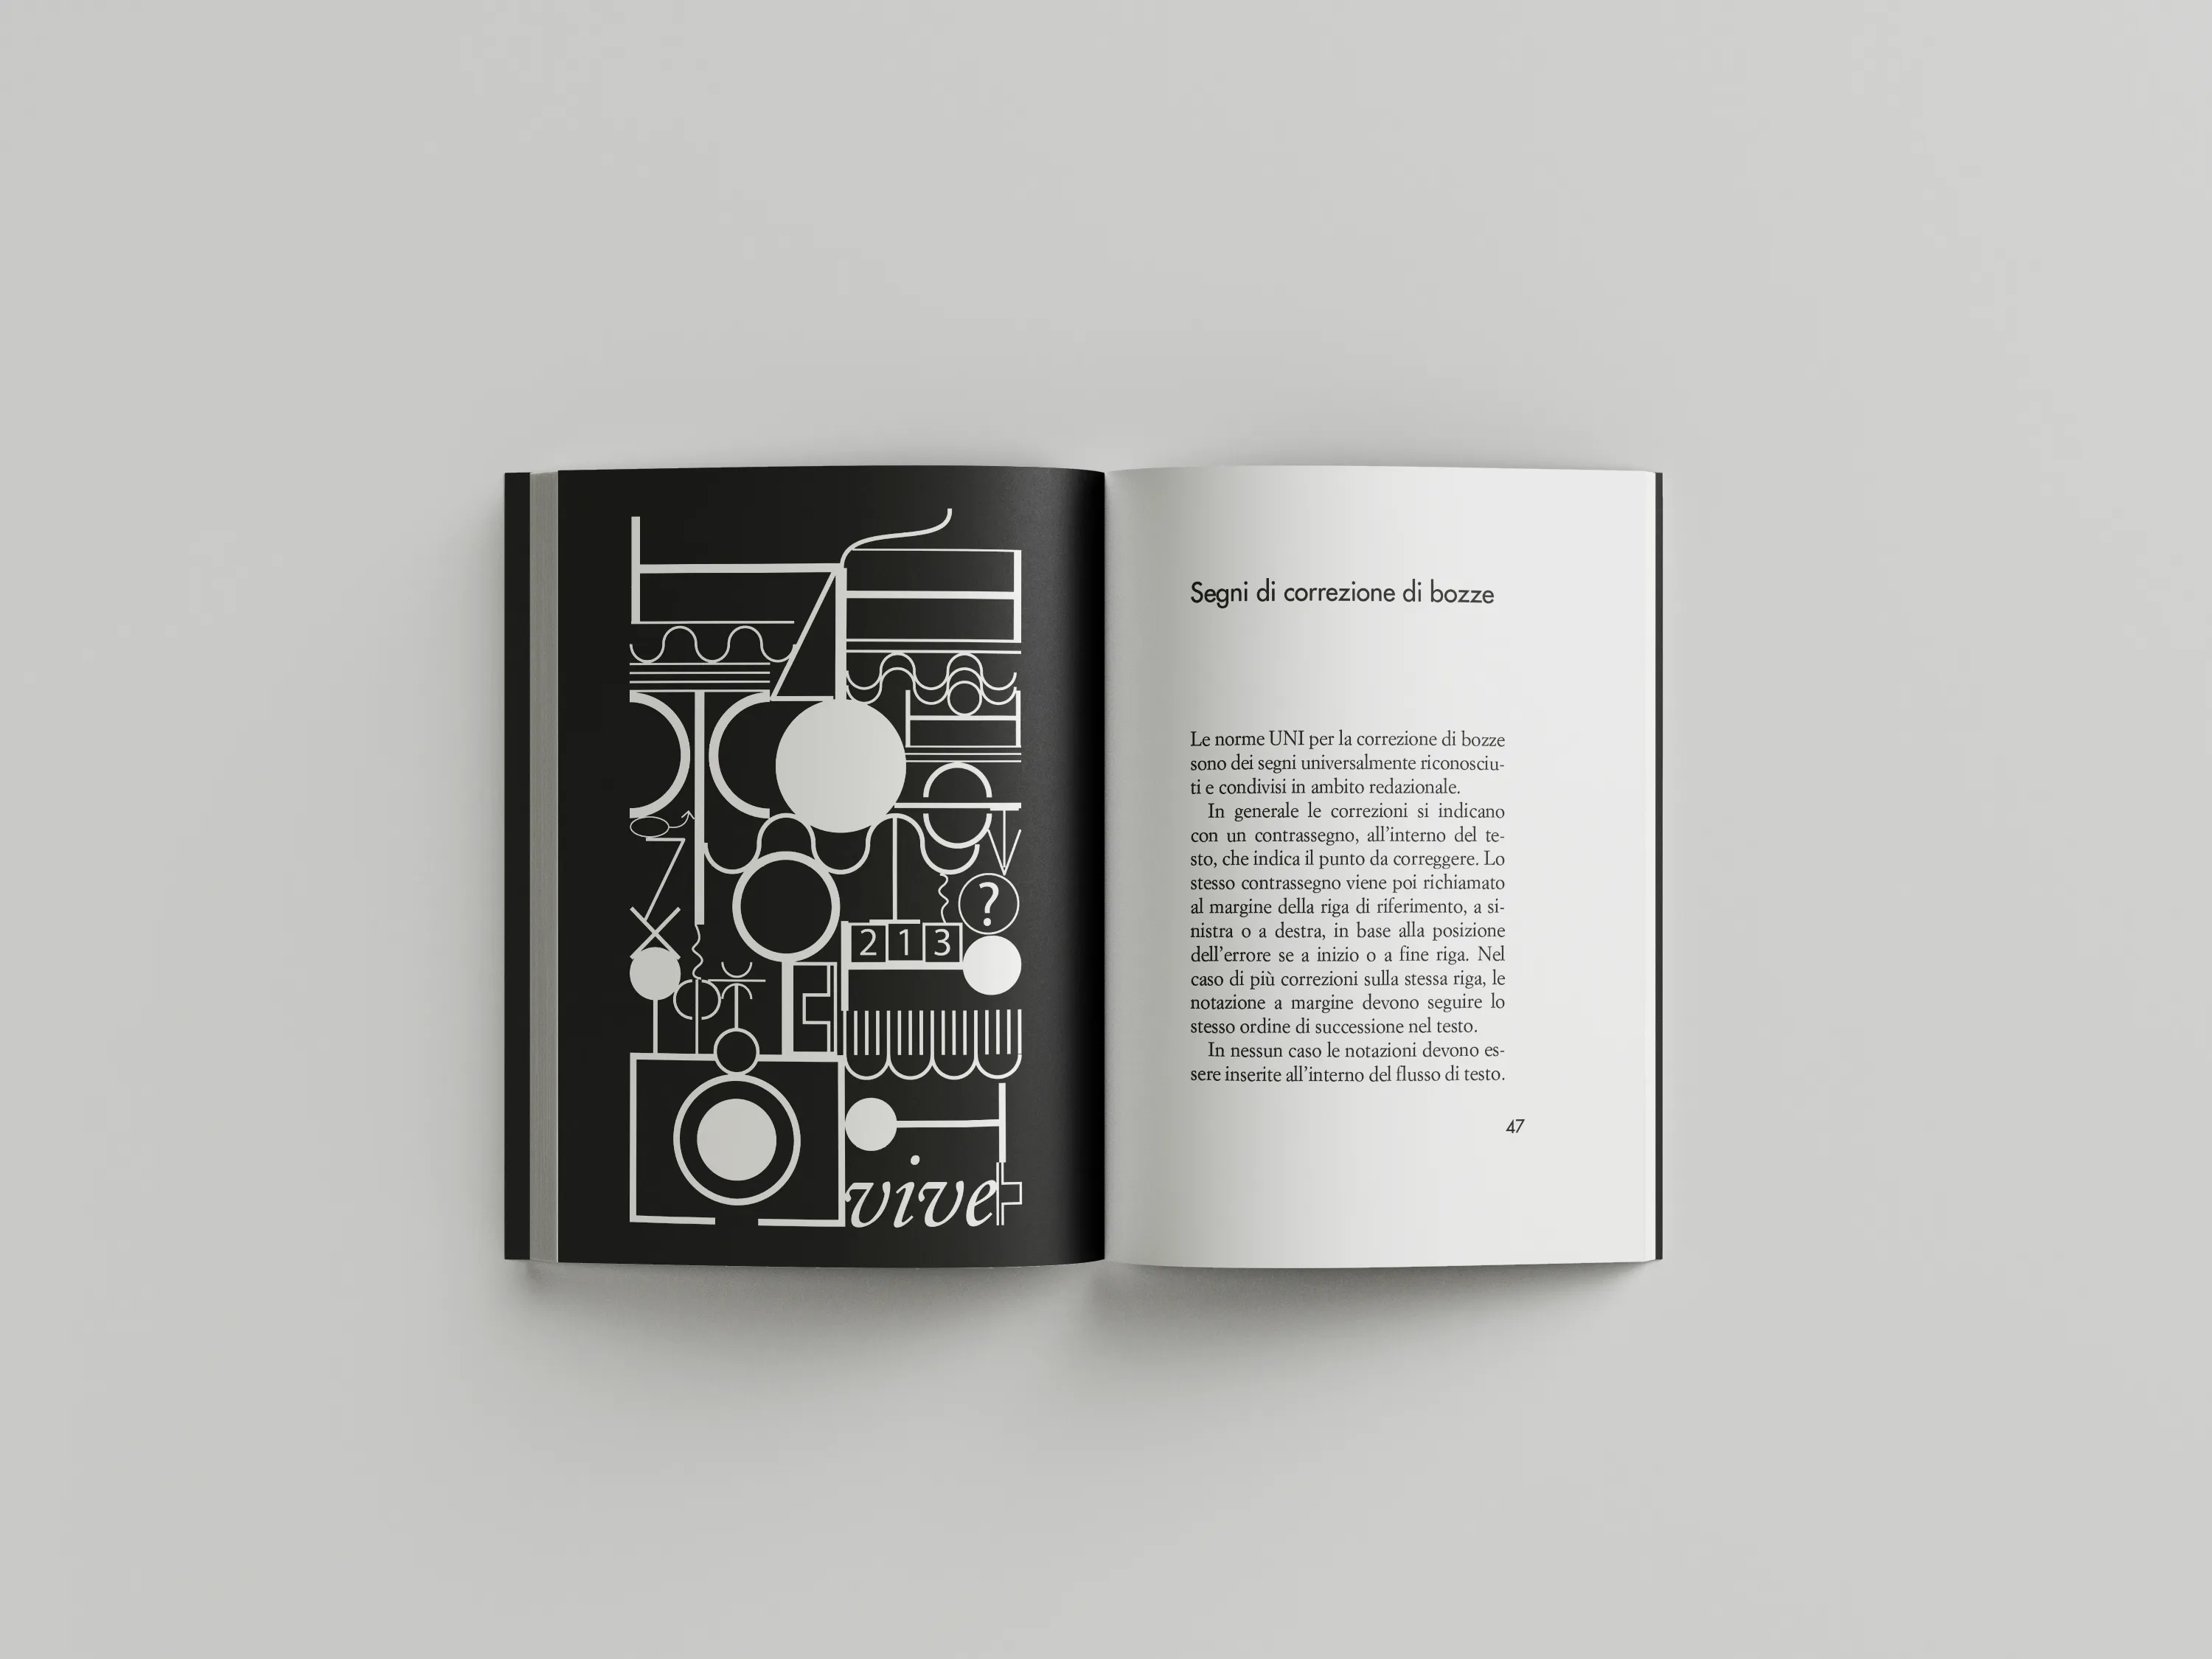 ?
2 1 3
vive
Segni di correzione di bozze
Le norme UNI per la correzione di bozze
sono dei segni universalmente riconosciu-
ti e condivisi in ambito redazionale.
In generale le correzioni si indicano
con un contrassegno, all'interno del te-
sto, che indica il punto da correggere. Lo
stesso contrassegno viene poi richiamato
al margine della riga di riferimento, a si-
nistra o a destra, in base alla posizione
dell'errore se a inizio o a fine riga. Nel
caso di più correzioni sulla stessa riga, le
notazione a margine devono seguire lo
stesso ordine di successione nel testo.
In nessun caso le notazioni devono es-
sere inserite all'interno del flusso di testo.
47